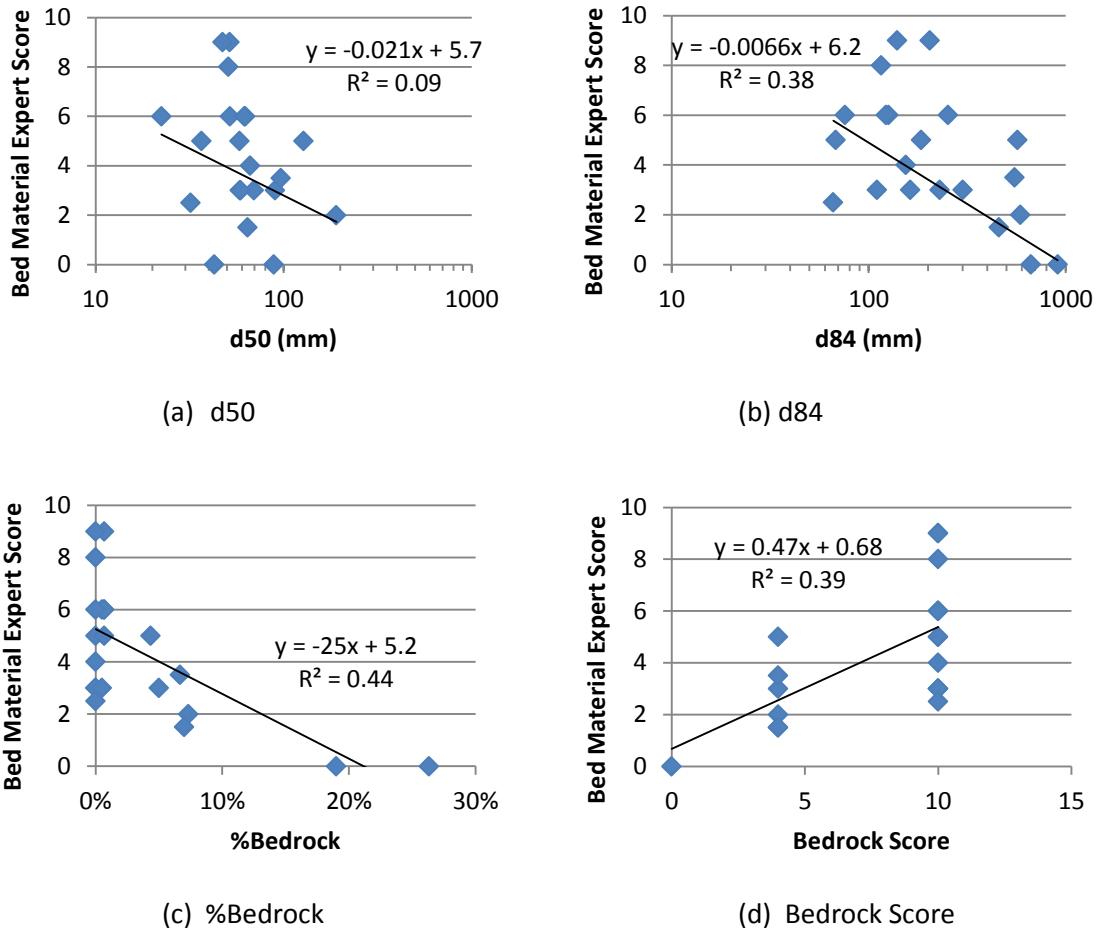 10
8
6
4
2
0
Bed Material Expert Score
y = -0.021x + 5.7
R² = 0.09
10 100 1000
d50 (mm)
(a) d50
10
8
6
4
2
0
Bed Material Expert Score
y = -0.0066x + 6.2
R² = 0.38
10 100 1000
d84 (mm)
(b) d84
10
8
6
4
2
0
Bed Material Expert Score
y = -25x + 5.2
R² = 0.44
0% 10% 20% 30%
%Bedrock
(c) %Bedrock
10
8
6
4
2
0
Bed Material Expert Score
y = 0.47x + 0.68
R² = 0.39
0 5 10 15
Bedrock Score
(d) Bedrock Score